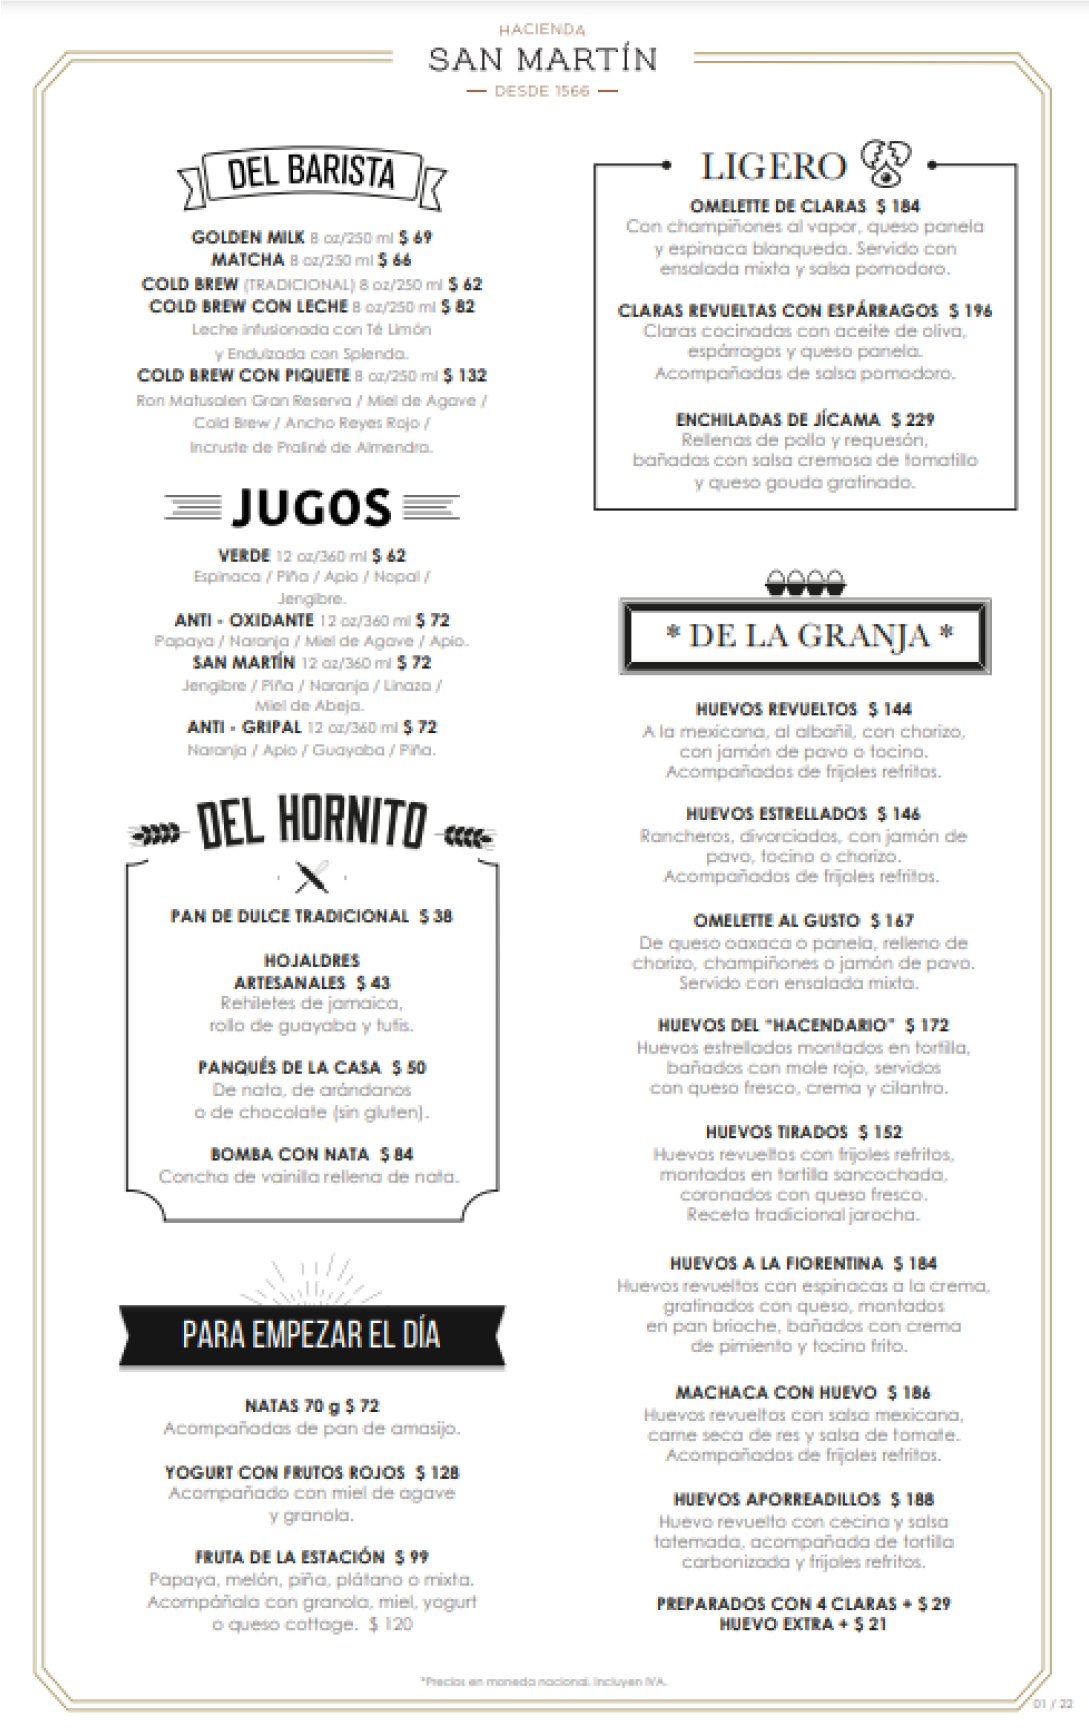 HACIENDA
SAN MARTÍN
DESDE 1566
DEL BARISTA
GOLDEN MILK 8 oz/250 ml $ 69
MATCHA 8 oz/250 ml $ 66
COLD BREW (TRADICIONAL) 8 oz/250 ml $ 62
COLD BREW CON LECHE 8 oz/250 ml $ 82
Leche infusionada con Té Limón
y Endulzada con Splenda.
COLD BREW CON PIQUETE 8 oz/250 ml $ 132
Ron Matusalen Gran Reserva / Miel de Agave /
Cold Brew / Ancho Reyes Rojo /
Incruste de Praliné de Almendra.
JUGOS
VERDE 12 oz/360 ml $ 62
Espinaca / Piña / Apio / Nopal /
Jengibre.
ANTI - OXIDANTE 12 oz/360 ml $ 72
Papaya / Naranja / Miel de Agave / Apio.
SAN MARTÍN 12 oz/360 ml $ 72
Jengibre / Piña / Naranja / Linaza /
Miel de Abeja.
ANTI - GRIPAL 12 oz/360 ml $ 72
Naranja / Apio / Guayaba / Piña.
DEL HORNITO
PAN DE DULCE TRADICIONAL $ 38
HOJALDRES
ARTESANALES $ 43
Rehiletes de jamaica,
rollo de guayaba y tutis.
PANQUÉS DE LA CASA $ 50
De nata, de arándanos
o de chocolate (sin gluten).
BOMBA CON NATA $ 84
Concha de vainilla rellena de nata.
PARA EMPEZAR EL DÍA
NATAS 70 g $ 72
Acompañadas de pan de amasijo.
YOGURT CON FRUTOS ROJOS $ 128
Acompañado con miel de agave
y granola.
FRUTA DE LA ESTACIÓN $ 99
Papaya, melón, piña, plátano o mixta.
Acompáñala con granola, miel, yogurt
o queso cottage. $ 120
LIGERO
OMELETTE DE CLARAS $ 184
Con champiñones al vapor, queso panela
y espinaca blanqueda. Servido con
ensalada mixta y salsa pomodoro.
CLARAS REVUELTAS CON ESPÁRRAGOS $ 196
Claras cocinadas con aceite de oliva,
espárragos y queso panela.
Acompañadas de salsa pomodoro.
ENCHILADAS DE JÍCAMA $ 229
Rellenas de pollo y requesón,
bañadas con salsa cremosa de tomatillo
y queso gouda gratinado.
* DE LA GRANJA *
HUEVOS REVUELTOS $ 144
A la mexicana, al albañil, con chorizo,
con jamón de pavo o tocino.
Acompañados de frijoles refritos.
HUEVOS ESTRELLADOS $ 146
Rancheros, divorciados, con jamón de
pavo, tocino o chorizo.
Acompañados de frijoles refritos.
OMELETTE AL GUSTO $ 167
De queso oaxaca o panela, relleno de
chorizo, champiñones o jamón de pavo.
Servido con ensalada mixta.
HUEVOS DEL "HACENDARIO" $ 172
Huevos estrellados montados en tortilla,
bañados con mole rojo, servidos
con queso fresco, crema y cilantro.
HUEVOS TIRADOS $ 152
Huevos revueltos con frijoles refritos,
montados en tortilla sancochada,
coronados con queso fresco.
Receta tradicional jarocha.
HUEVOS A LA FIORENTINA $ 184
Huevos revueltos con espinacas a la crema,
gratinados con queso, montados
en pan brioche, bañados con crema
de pimiento y tocino frito.
MACHACA CON HUEVO $ 186
Huevos revueltos con salsa mexicana,
carne seca de res y salsa de tomate.
Acompañados de frijoles refritos.
HUEVOS APORREADILLOS $ 188
Huevo revuelto con cecina y salsa
tatemada, acompañada de tortilla
carbonizada y frijoles refritos.
PREPARADOS CON 4 CLARAS + $ 29
HUEVO EXTRA + $ 21
*Precios en moneda nacional. Incluyen IVA.
01 / 22